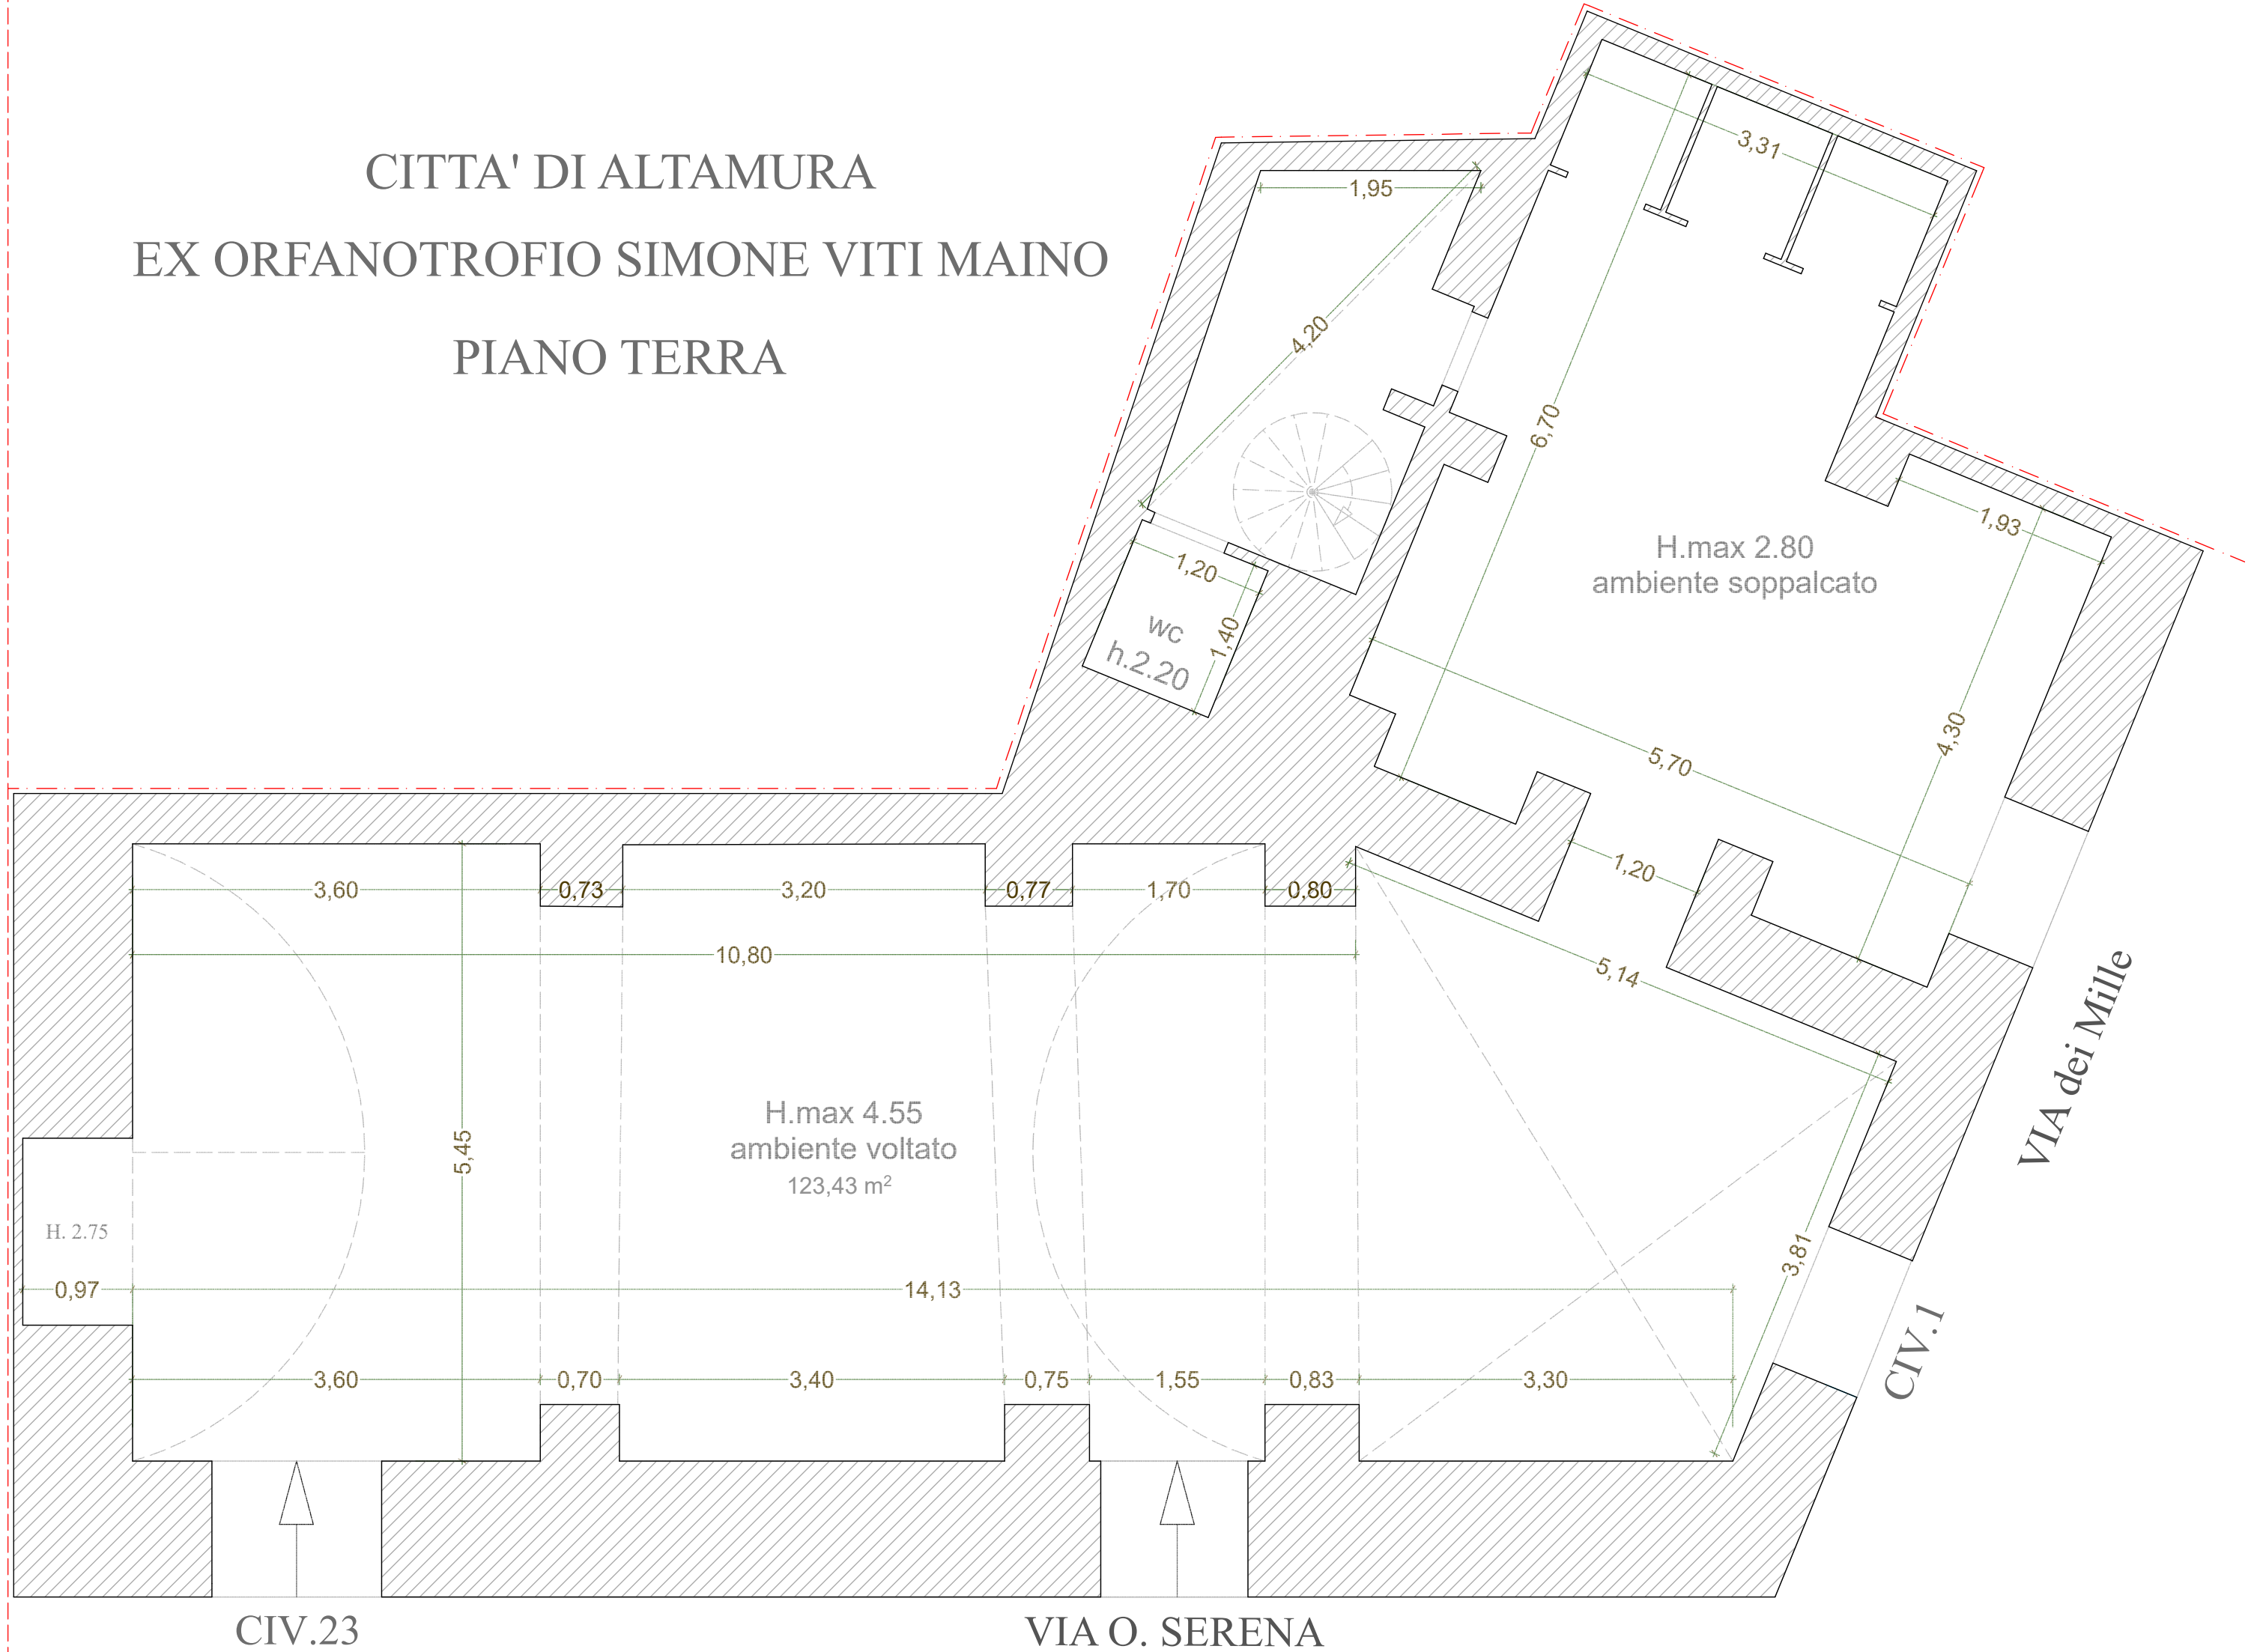 CITTA' DI ALTAMURA
EX ORFANOTROFIO SIMONE VITI MAINO
PIANO TERRA
3,31
1,95
4,20
6,70
1,93
H.max 2.80
ambiente soppalcato
1,20
1,40
wc
h.2.20
4,30
5,70
1,20
3,60
0,73
3,20
0,77
1,70
0,80
10,80
5,14
VIA dei Mille
H.max 4.55
ambiente voltato
123,43 m²
5,45
H. 2.75
3,81
0,97
14,13
CIV.1
3,60
0,70
3,40
0,75
1,55
0,83
3,30
CIV.23
VIA O. SERENA